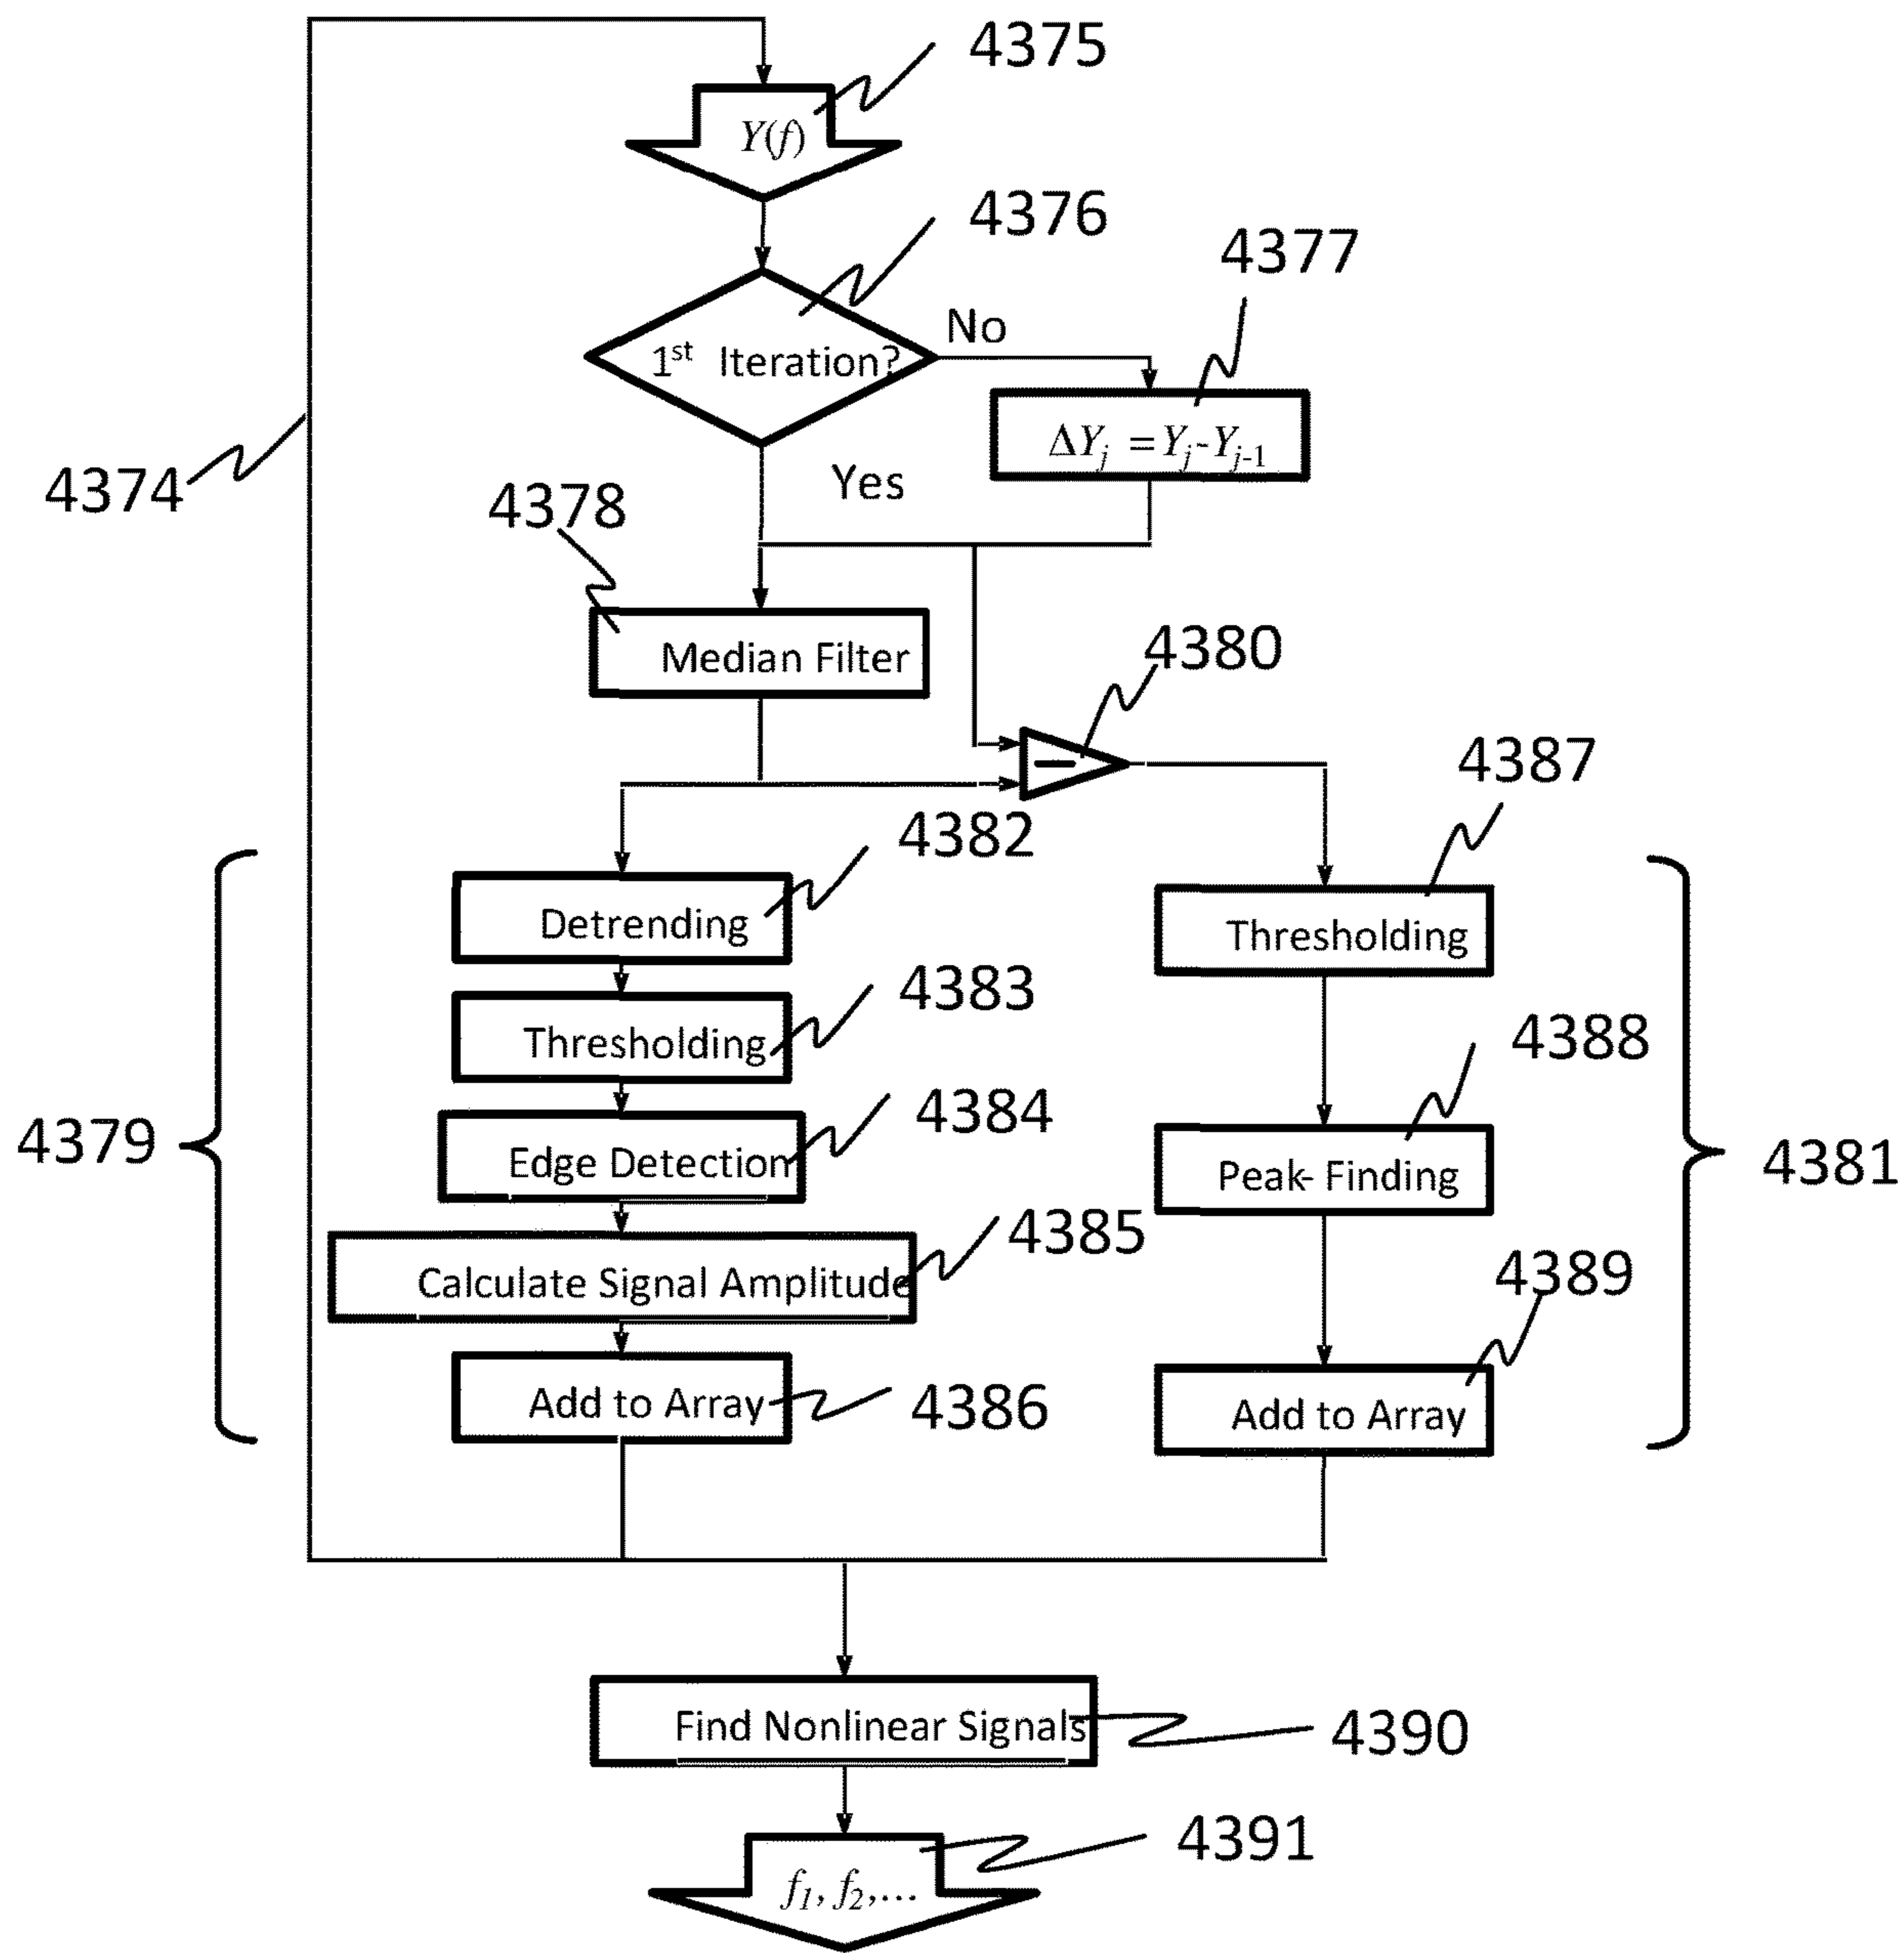 4375
Y(f)
4376
4377
No
1st Iteration?
ΔYj = Yj-Yj-1
4374
Yes
4378
4380
Median Filter
4387
4382
Detrending
Thresholding
4383
Thresholding
4388
4384
4379
Edge Detection
Peak- Finding
4381
4385
Calculate Signal Amplitude
4389
Add to Array
4386
Add to Array
Find Nonlinear Signals
4390
4391
f1, f2,...